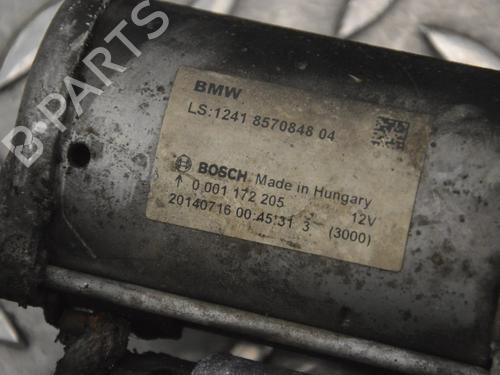 B-PARTS
BMW
LS:1241 8570848 04
BOSCH Made in Hungary
↑ 0 001 172 205 12V
20140716 00:45:31 3 (3000)